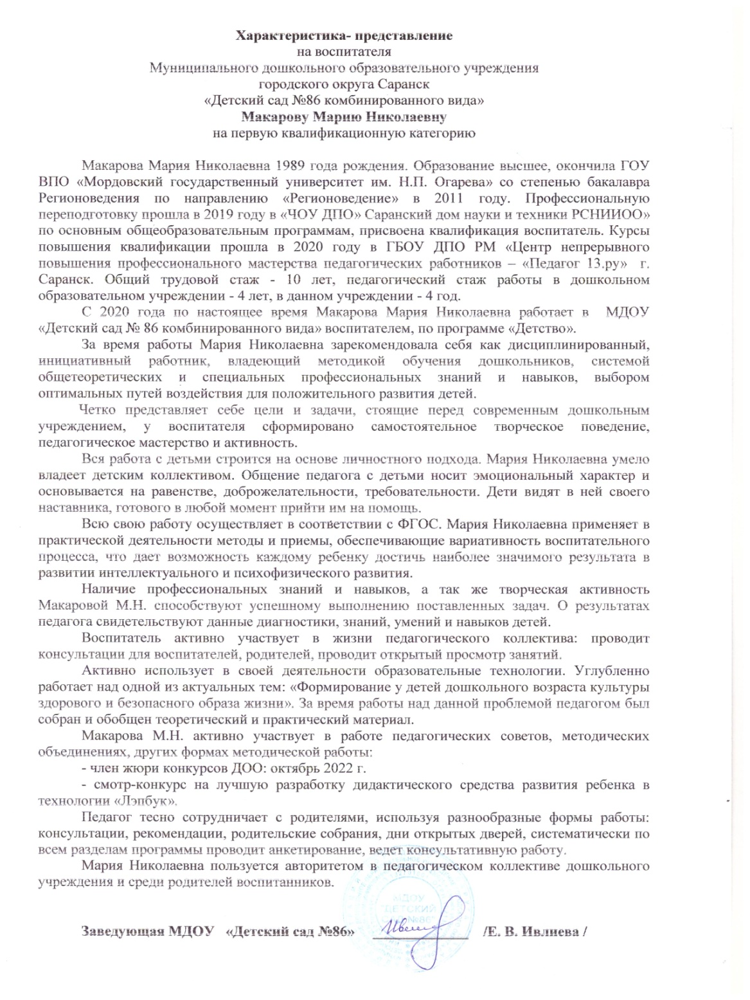 Характеристика- представление
на воспитателя
Муниципального дошкольного образовательного учреждения
городского округа Саранск
«Детский сад №86 комбинированного вида»
Макарову Марию Николаевну
на первую квалификационную категорию
Макарова Мария Николаевна 1989 года рождения. Образование высшее, окончила ГОУ
ВПО «Мордовский государственный университет им. Н.П. Огарева» со степенью бакалавра
Регионоведения по направлению «Регионоведение» в 2011 году. Профессиональную
переподготовку прошла в 2019 году в «ЧОУ ДПО» Саранский дом науки и техники РСНИИОО»
по основным общеобразовательным программам, присвоена квалификация воспитатель. Курсы
повышения квалификации прошла в 2020 году в ГБОУ ДПО РМ «Центр непрерывного
повышения профессионального мастерства педагогических работников – «Педагог 13.ру» г.
Саранск. Общий трудовой стаж - 10 лет, педагогический стаж работы в дошкольном
образовательном учреждении - 4 лет, в данном учреждении - 4 год.
С 2020 года по настоящее время Макарова Мария Николаевна работает в МДОУ
«Детский сад № 86 комбинированного вида» воспитателем, по программе «Детство».
За время работы Мария Николаевна зарекомендовала себя как дисциплинированный,
инициативный работник, владеющий методикой обучения дошкольников, системой
общетеоретических и специальных профессиональных знаний и навыков, выбором
оптимальных путей воздействия для положительного развития детей.
Четко представляет себе цели и задачи, стоящие перед современным дошкольным
учреждением, у воспитателя сформировано самостоятельное творческое поведение,
педагогическое мастерство и активность.
Вся работа с детьми строится на основе личностного подхода. Мария Николаевна умело
владеет детским коллективом. Общение педагога с детьми носит эмоциональный характер и
основывается на равенстве, доброжелательности, требовательности. Дети видят в ней своего
наставника, готового в любой момент прийти им на помощь.
Всю свою работу осуществляет в соответствии с ФГОС. Мария Николаевна применяет в
практической деятельности методы и приемы, обеспечивающие вариативность воспитательного
процесса, что дает возможность каждому ребенку достичь наиболее значимого результата в
развитии интеллектуального и психофизического развития.
Наличие профессиональных знаний и навыков, а так же творческая активность
Макаровой М.Н. способствуют успешному выполнению поставленных задач. О результатах
педагога свидетельствуют данные диагностики, знаний, умений и навыков детей.
Воспитатель активно участвует в жизни педагогического коллектива: проводит
консультации для воспитателей, родителей, проводит открытый просмотр занятий.
Активно использует в своей деятельности образовательные технологии. Углубленно
работает над одной из актуальных тем: «Формирование у детей дошкольного возраста культуры
здорового и безопасного образа жизни». За время работы над данной проблемой педагогом был
собран и обобщен теоретический и практический материал.
Макарова М.Н. активно участвует в работе педагогических советов, методических
объединениях, других формах методической работы:
- член жюри конкурсов ДОО: октябрь 2022 г.
- смотр-конкурс на лучшую разработку дидактического средства развития ребенка в
технологии «Лэпбук».
Педагог тесно сотрудничает с родителями, используя разнообразные формы работы:
консультации, рекомендации, родительские собрания, дни открытых дверей, систематически по
всем разделам программы проводит анкетирование, ведет консультативную работу.
Мария Николаевна пользуется авторитетом в педагогическом коллективе дошкольного
учреждения и среди родителей воспитанников.
МДОУ
"ДЕТСКИЙ
САД №86"
Заведующая МДОУ «Детский сад №86» /Е. В. Ивлиева /